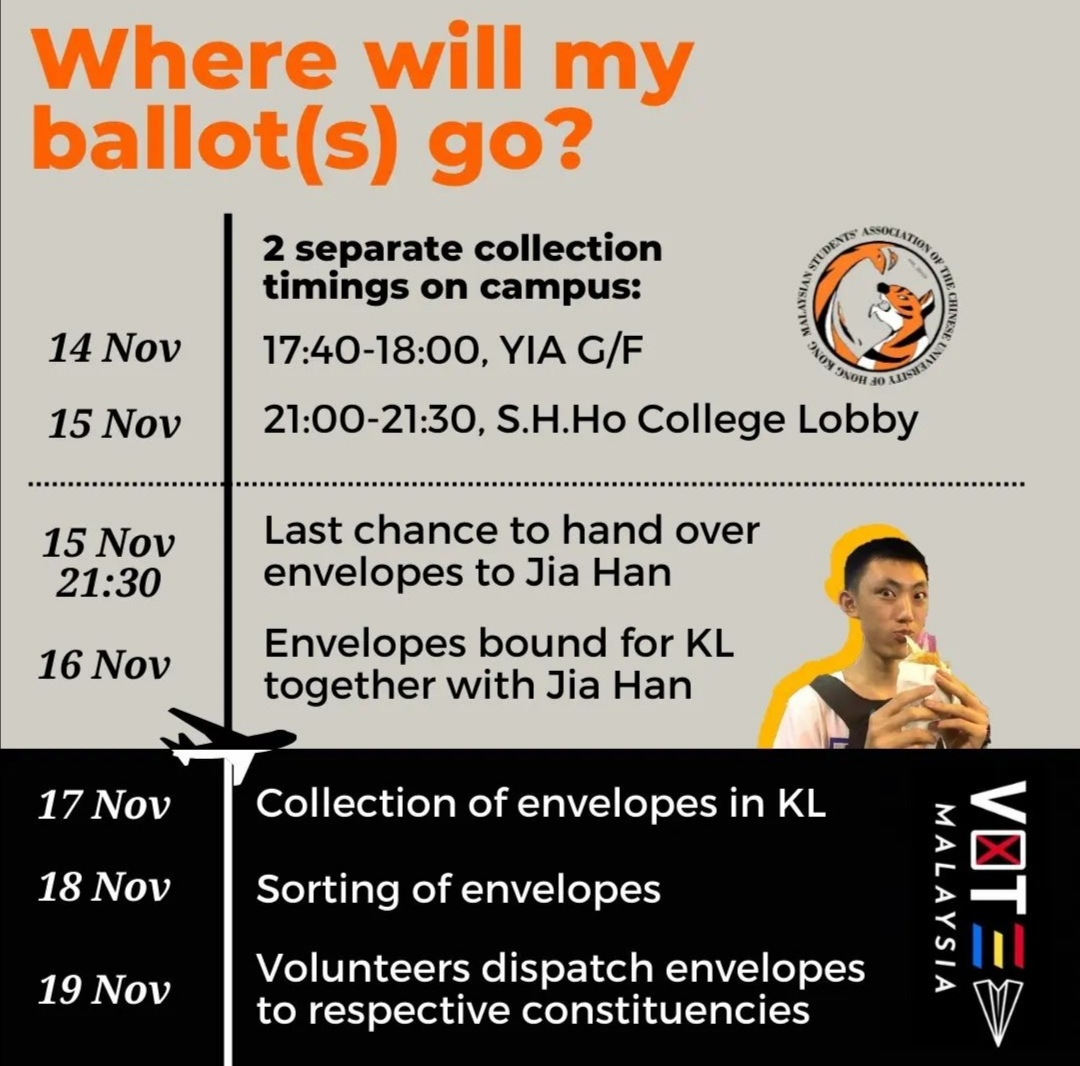 Where will my
ballot(s) go?
2 separate collection
timings on campus:
MALAYSIAN STUDENTS' ASSOCIATION OF THE CHINESE UNIVERSITY OF HONG KONG
14 Nov
17:40-18:00, YIA G/F
15 Nov
21:00-21:30, S.H.Ho College Lobby
15 Nov
21:30
Last chance to hand over
envelopes to Jia Han
16 Nov
Envelopes bound for KL
together with Jia Han
17 Nov
Collection of envelopes in KL
18 Nov
Sorting of envelopes
19 Nov
Volunteers dispatch envelopes
to respective constituencies
VOTE
MALAYSIA